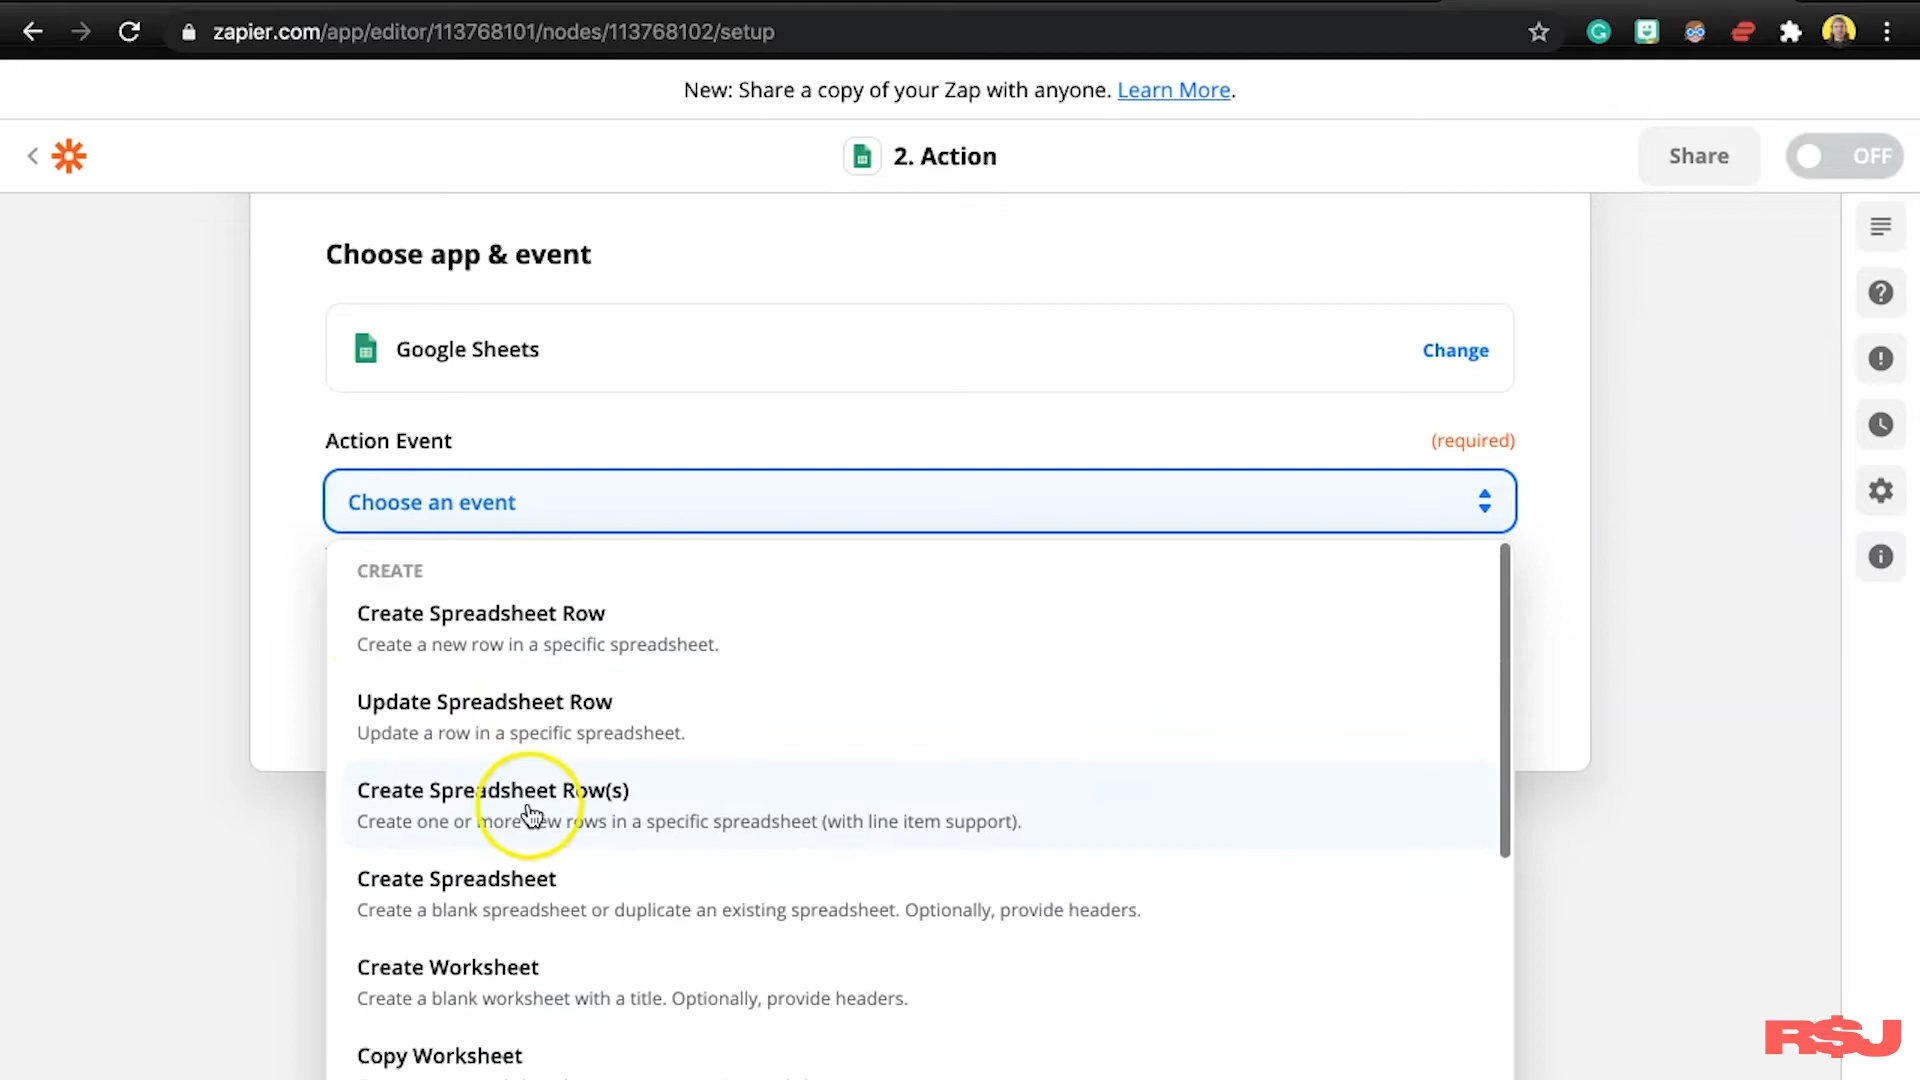 zapier.com/app/editor/113768101/nodes/113768102/setup
New: Share a copy of your Zap with anyone. Learn More.
2. Action
Share
OFF
Choose app & event
Google Sheets
Change
Action Event
(required)
Choose an event
CREATE
Create Spreadsheet Row
Create a new row in a specific spreadsheet.
Update Spreadsheet Row
Update a row in a specific spreadsheet.
Create Spreadsheet Row(s)
Create one or more new rows in a specific spreadsheet (with line item support).
Create Spreadsheet
Create a blank spreadsheet or duplicate an existing spreadsheet. Optionally, provide headers.
Create Worksheet
Create a blank worksheet with a title. Optionally, provide headers.
Copy Worksheet
R$J